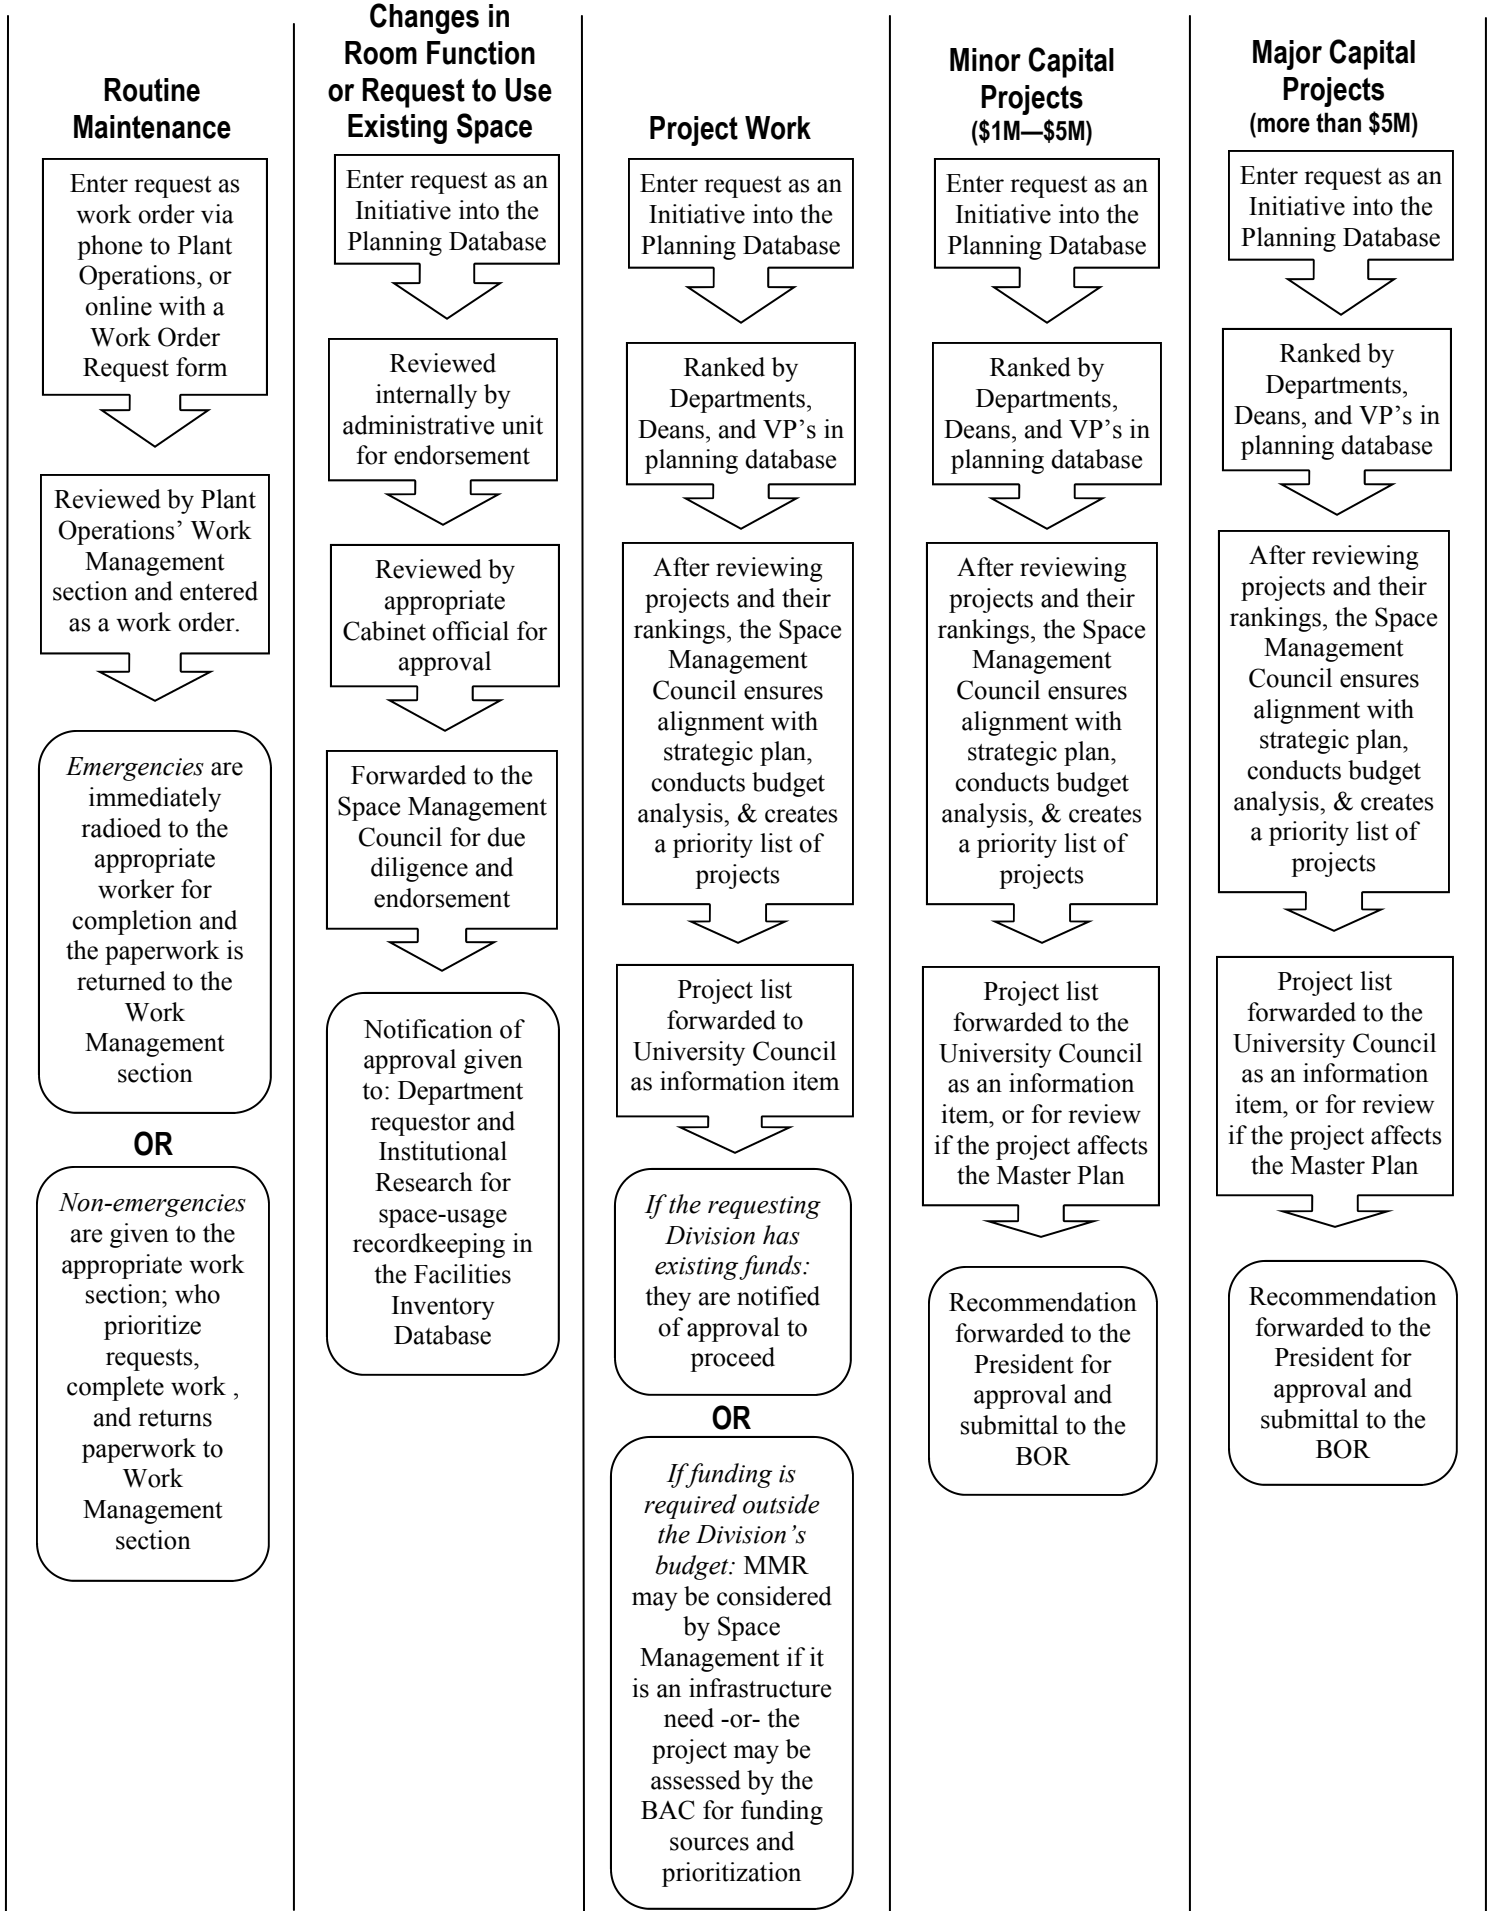 Routine
Maintenance
Enter request as
work order via
phone to Plant
Operations, or
online with a
Work Order
Request form
Reviewed by Plant
Operations’ Work
Management
section and entered
as a work order.
Emergencies are
immediately
radioed to the
appropriate
worker for
completion and
the paperwork is
returned to the
Work
Management
section
OR
Non-emergencies
are given to the
appropriate work
section; who
prioritize
requests,
complete work ,
and returns
paperwork to
Work
Management
section
Changes in
Room Function
or Request to Use
Existing Space
Enter request as an
Initiative into the
Planning Database
Reviewed
internally by
administrative unit
for endorsement
Reviewed by
appropriate
Cabinet official for
approval
Forwarded to the
Space Management
Council for due
diligence and
endorsement
Notification of
approval given
to: Department
requestor and
Institutional
Research for
space-usage
recordkeeping in
the Facilities
Inventory
Database
Project Work
Enter request as an
Initiative into the
Planning Database
Ranked by
Departments,
Deans, and VP’s in
planning database
After reviewing
projects and their
rankings, the Space
Management
Council ensures
alignment with
strategic plan,
conducts budget
analysis, & creates
a priority list of
projects
Project list
forwarded to
University Council
as information item
If the requesting
Division has
existing funds:
they are notified
of approval to
proceed
OR
If funding is
required outside
the Division’s
budget: MMR
may be considered
by Space
Management if it
is an infrastructure
need -or- the
project may be
assessed by the
BAC for funding
sources and
prioritization
Minor Capital
Projects
($1M—$5M)
Enter request as an
Initiative into the
Planning Database
Ranked by
Departments,
Deans, and VP’s in
planning database
After reviewing
projects and their
rankings, the Space
Management
Council ensures
alignment with
strategic plan,
conducts budget
analysis, & creates
a priority list of
projects
Project list
forwarded to the
University Council
as an information
item, or for review
if the project affects
the Master Plan
Recommendation
forwarded to the
President for
approval and
submittal to the
BOR
Major Capital
Projects
(more than $5M)
Enter request as an
Initiative into the
Planning Database
Ranked by
Departments,
Deans, and VP’s in
planning database
After reviewing
projects and their
rankings, the Space
Management
Council ensures
alignment with
strategic plan,
conducts budget
analysis, & creates
a priority list of
projects
Project list
forwarded to the
University Council
as an information
item, or for review
if the project affects
the Master Plan
Recommendation
forwarded to the
President for
approval and
submittal to the
BOR